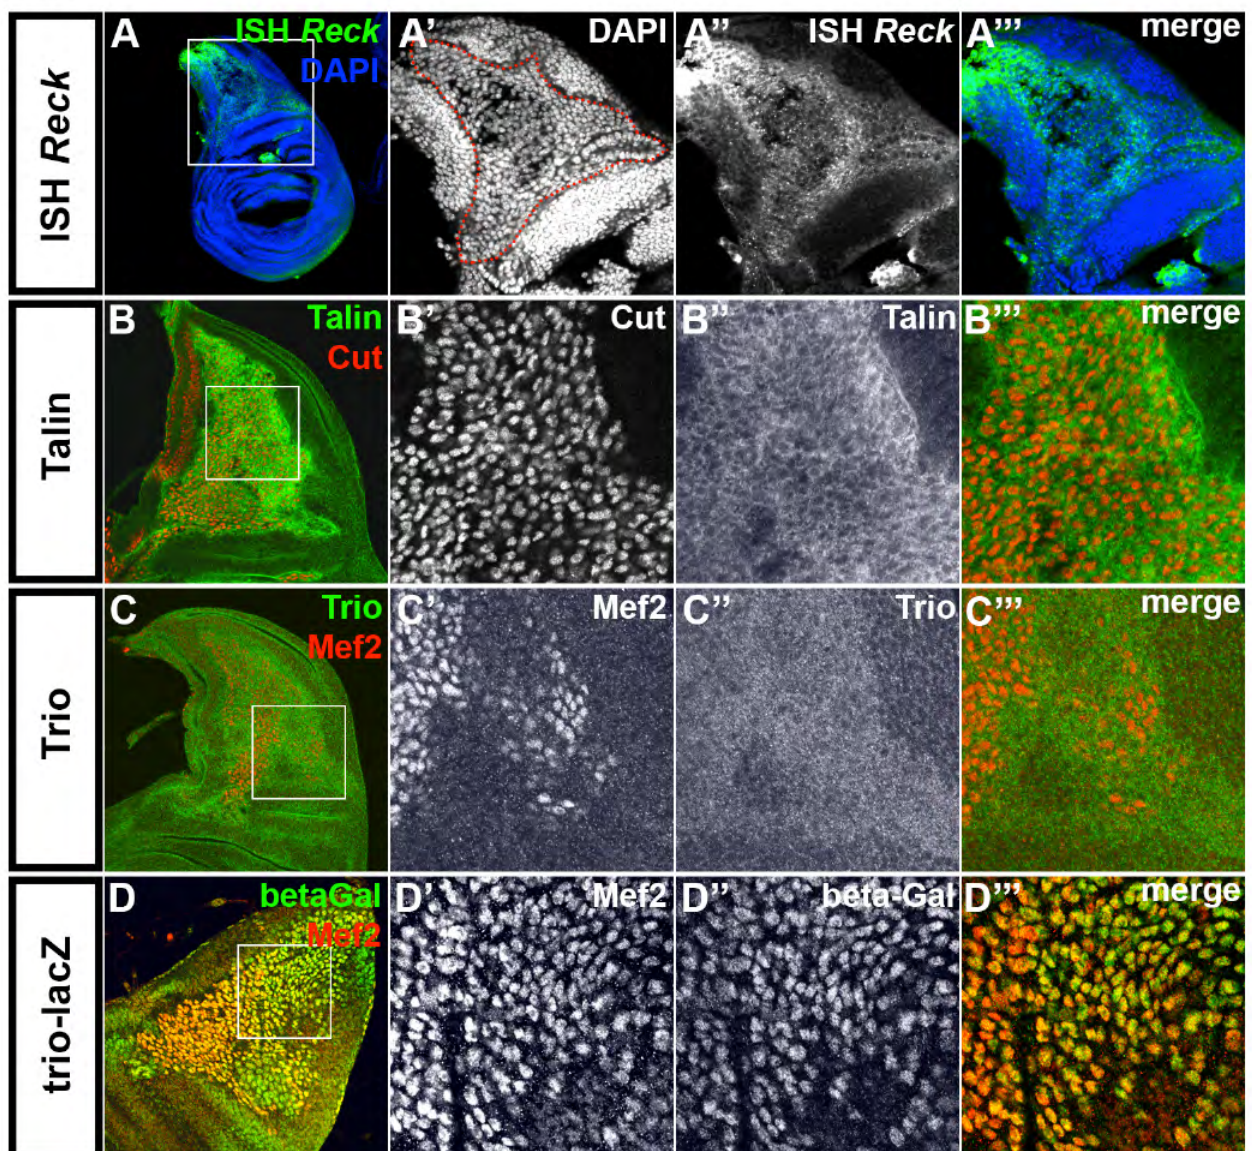 ISH Reck
A
ISH Reck
DAPI
A'
DAPI
A''
ISH Reck
A'''
merge
Talin
B
Talin
Cut
B'
Cut
B''
Talin
B'''
merge
Trio
C
Trio
Mef2
C'
Mef2
C''
Trio
C'''
merge
trio-lacZ
D
betaGal
Mef2
D'
Mef2
D''
beta-Gal
D'''
merge